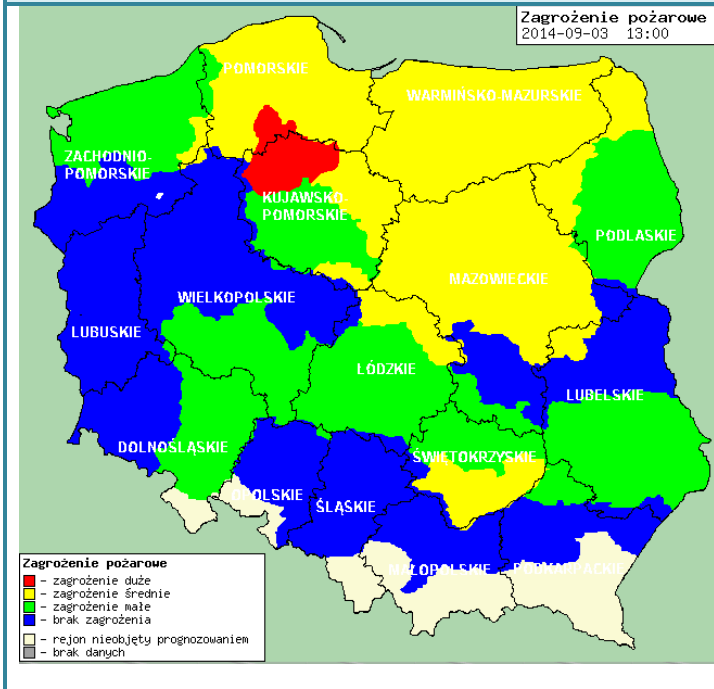 Zagrożenie pożarowe
2014-09-03 13:00
POMORSKIE
WARMIŃSKO-MAZURSKIE
ZACHODNIO-
POMORSKIE
KUJAWSKO-
POMORSKIE
PODLASKIE
MAZOWIECKIE
WIELKOPOLSKIE
LUBUSKIE
ŁÓDZKIE
LUBELSKIE
DOLNOŚLĄSKIE
ŚWIĘTOKRZYSKIE
OPOLSKIE
ŚLĄSKIE
MAŁOPOLSKIE
PODKARPACKIE
Zagrożenie pożarowe
- zagrożenie duże
- zagrożenie średnie
- zagrożenie małe
- brak zagrożenia
- rejon nieobjęty prognozowaniem
- brak danych